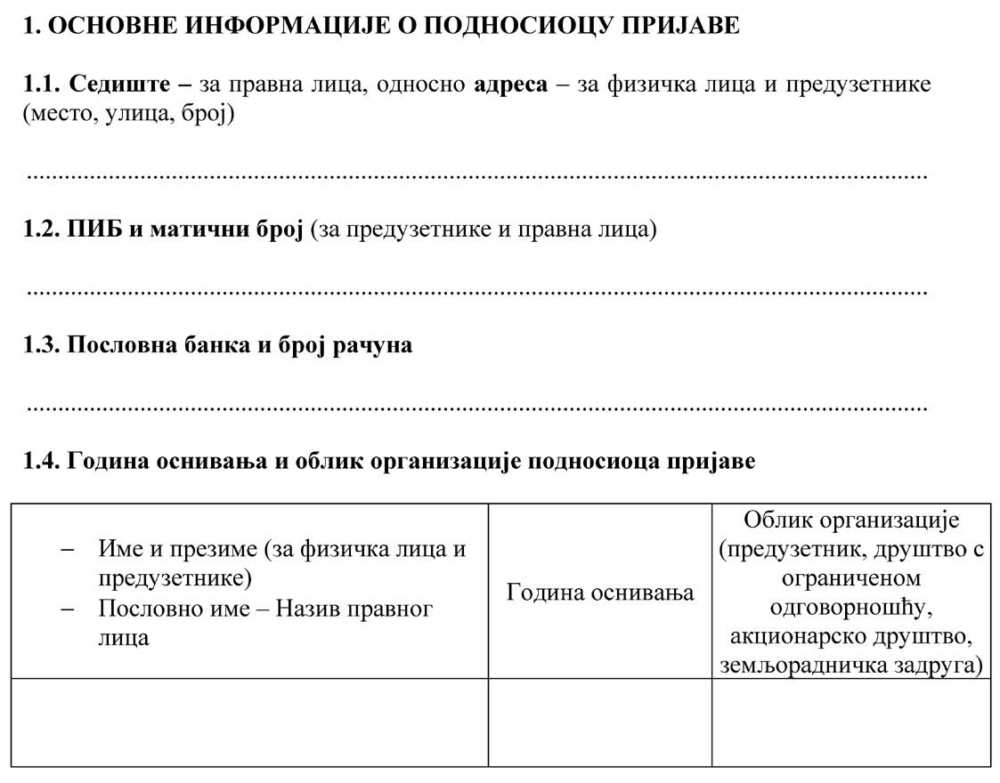 1. ОСНОВНЕ ИНФОРМАЦИЈЕ О ПОДНОСИОЦУ ПРИЈАВЕ
1.1. Седиште – за правна лица, односно адреса – за физичка лица и предузетнике
(место, улица, број)
................................................................................................................................................
1.2. ПИБ и матични број (за предузетнике и правна лица)
................................................................................................................................................
1.3. Пословна банка и број рачуна
................................................................................................................................................
1.4. Година оснивања и облик организације подносиоца пријаве
– Име и презиме (за физичка лица и
предузетнике)
– Пословно име – Назив правног
лица
Година оснивања
Облик организације
(предузетник, друштво с
ограниченом
одговорношћу,
акционарско друштво,
земљорадничка задруга)